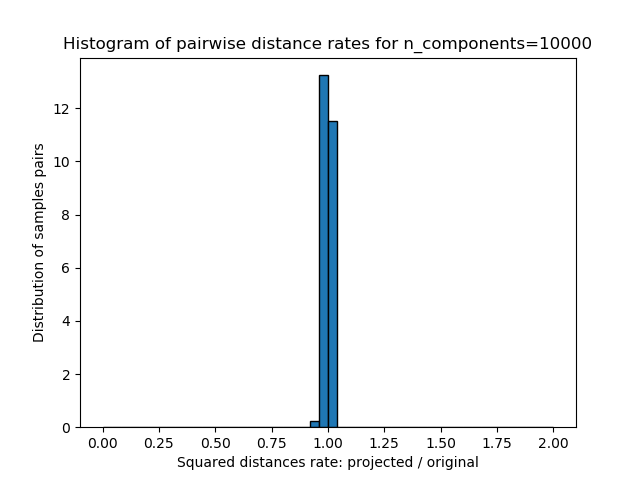 Histogram of pairwise distance rates for n_components=10000
12
10
8
6
4
2
0
Distribution of samples pairs
0.00 0.25 0.50 0.75 1.00 1.25 1.50 1.75 2.00
Squared distances rate: projected / original